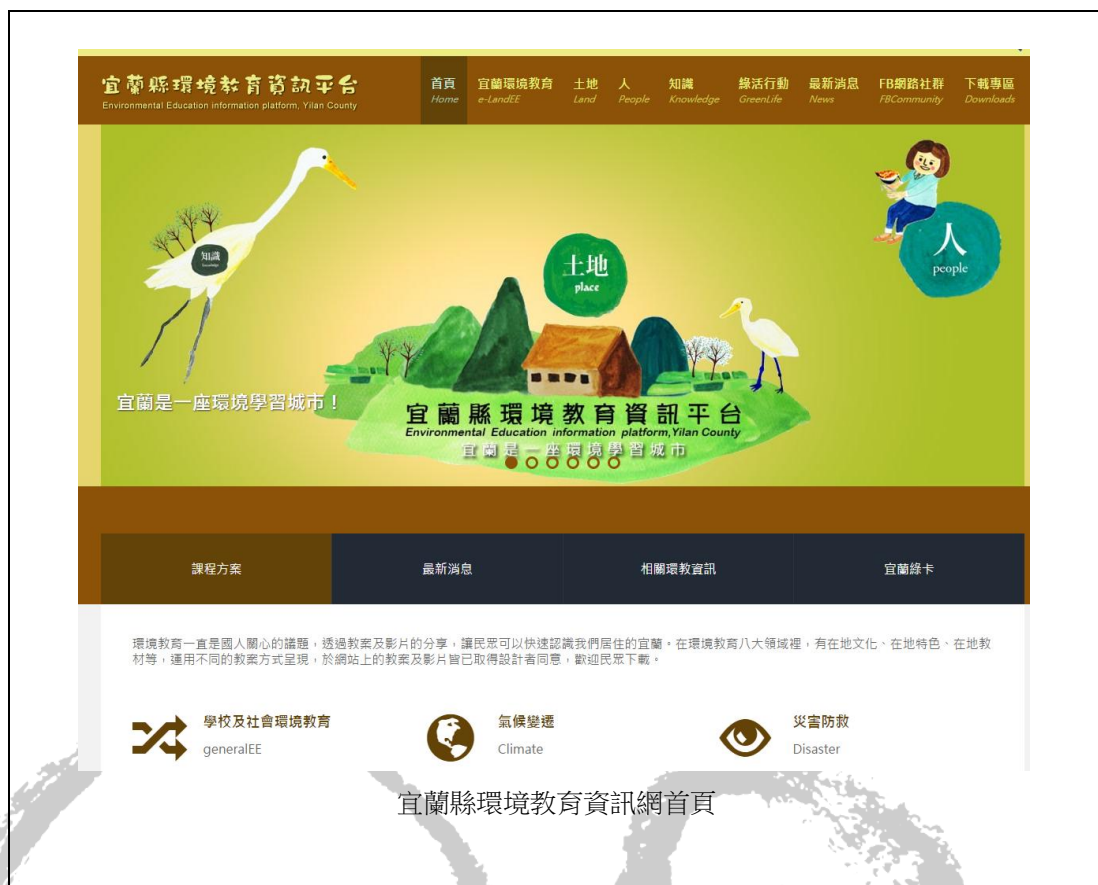 宜蘭縣環境教育資訊平台
Environmental Education information platform, Yilan County
首頁
Home
宜蘭環境教育
e-LandEE
土地
Land
人
People
知識
Knowledge
綠活行動
GreenLife
最新消息
News
FB網路社群
FBCommunity
下載專區
Downloads
知識
土地
place
人
people
宜蘭是一座環境學習城市！
宜蘭縣環境教育資訊平台
Environmental Education information platform,Yilan County
宜蘭是一座環境學習城市
課程方案
最新消息
相關環教資訊
宜蘭綠卡
環境教育一直是國人關心的議題，透過教案及影片的分享，讓民眾可以快速認識我們居住的宜蘭。在環境教育八大領域裡，有在地文化、在地特色、在地教
材等，運用不同的教案方式呈現，於網站上的教案及影片皆已取得設計者同意，歡迎民眾下載。
學校及社會環境教育
generalEE
氣候變遷
Climate
災害防救
Disaster
宜蘭縣環境教育資訊網首頁